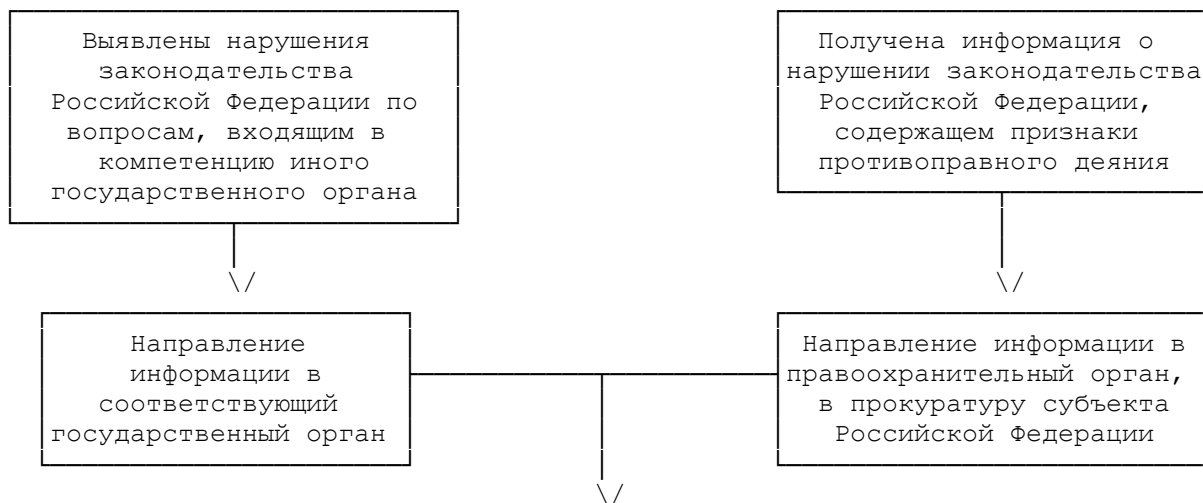 Выявлены нарушения
законодательства
Российской Федерации по
вопросам, входящим в
компетенцию иного
государственного органа
Получена информация о
нарушении законодательства
Российской Федерации,
содержащем признаки
противоправного деяния
Направление
информации в
соответствующий
государственный орган
Направление информации в
правоохранительный орган,
в прокуратуру субъекта
Российской Федерации